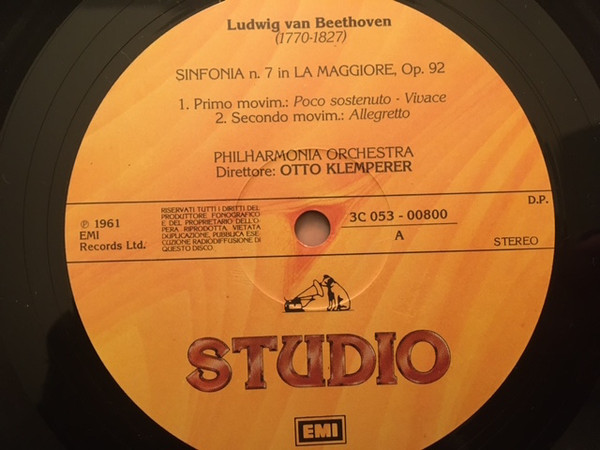 Ludwig van Beethoven
(1770-1827)
SINFONIA n. 7 in LA MAGGIORE, Op. 92
1. Primo movim.: Poco sostenuto - Vivace
2. Secondo movim.: Allegretto
PHILHARMONIA ORCHESTRA
Direttore: OTTO KLEMPERER
D.P.
℗ 1961
EMI
Records Ltd.
RISERVATI TUTTI I DIRITTI DEL
PRODUTTORE FONOGRAFICO
E DEL PROPRIETARIO DELL'O-
PERA RIPRODOTTA, VIETATA
DUPLICAZIONE, PUBBLICA ESE-
CUZIONE RADIODIFFUSIONE DI
QUESTO DISCO
3C 053 - 00800
A
STEREO
STUDIO
EMI